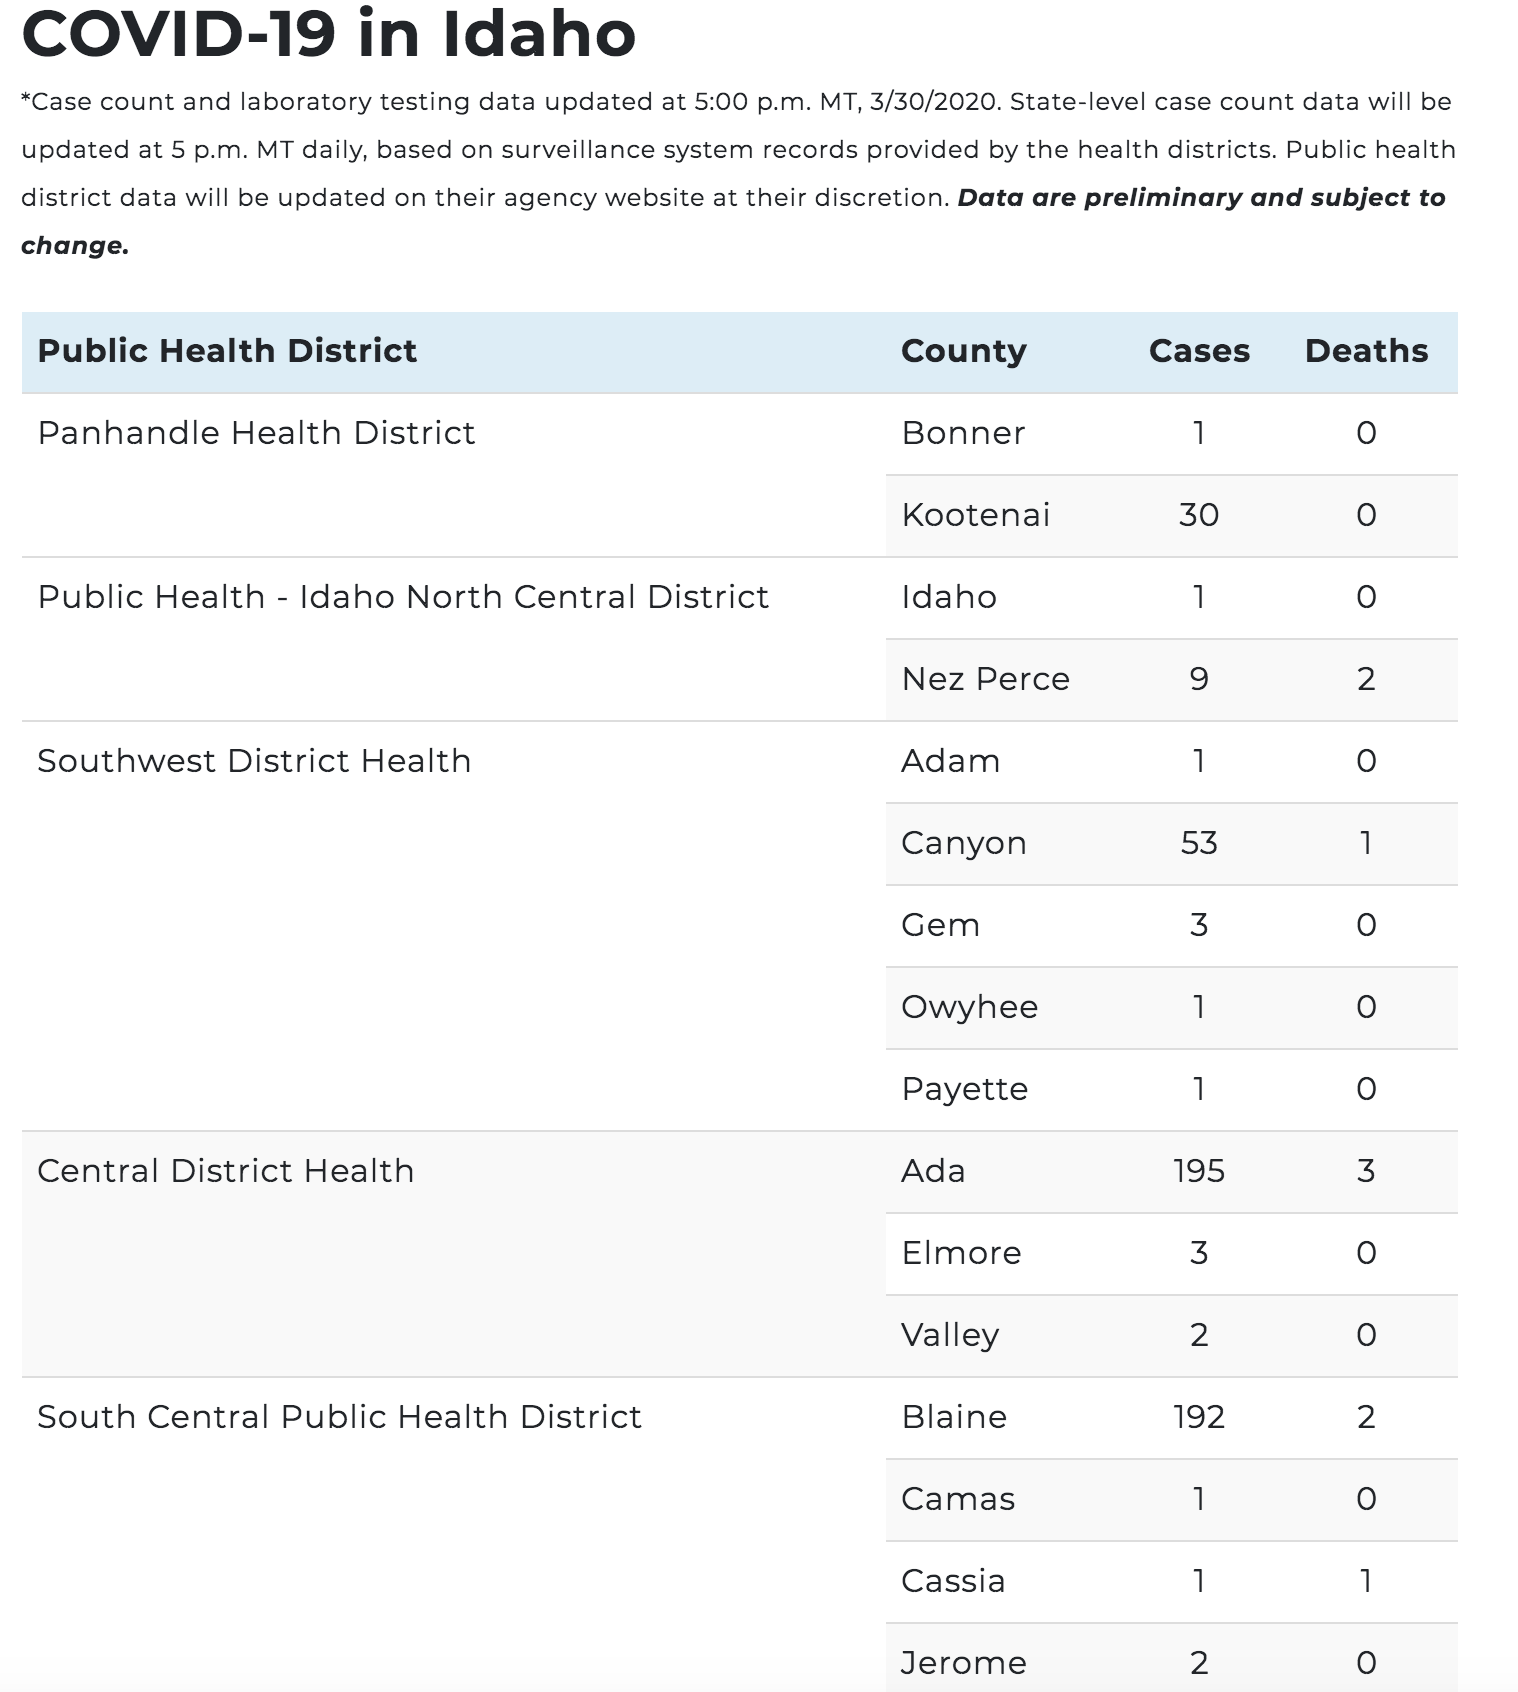 COVID-19 in Idaho
*Case count and laboratory testing data updated at 5:00 p.m. MT, 3/30/2020. State-level case count data will be
updated at 5 p.m. MT daily, based on surveillance system records provided by the health districts. Public health
district data will be updated on their agency website at their discretion. Data are preliminary and subject to
change.
Public Health District County Cases Deaths
Panhandle Health District Bonner 1 0
Kootenai 30 0
Public Health - Idaho North Central District Idaho 1 0
Nez Perce 9 2
Southwest District Health Adam 1 0
Canyon 53 1
Gem 3 0
Owyhee 1 0
Payette 1 0
Central District Health Ada 195 3
Elmore 3 0
Valley 2 0
South Central Public Health District Blaine 192 2
Camas 1 0
Cassia 1 1
Jerome 2 0